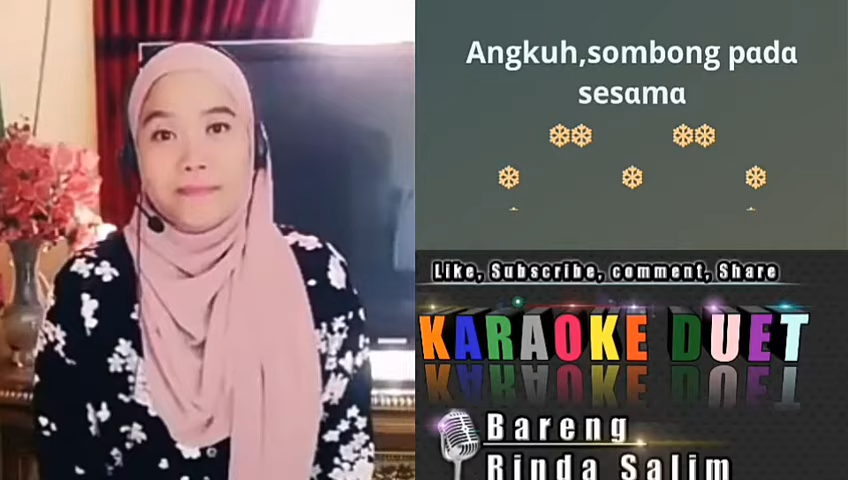 Angkuh,sombong pada
sesama
Like, Subscribe, comment, Share
KARAOKE DUET
Bareng
Rinda Salim